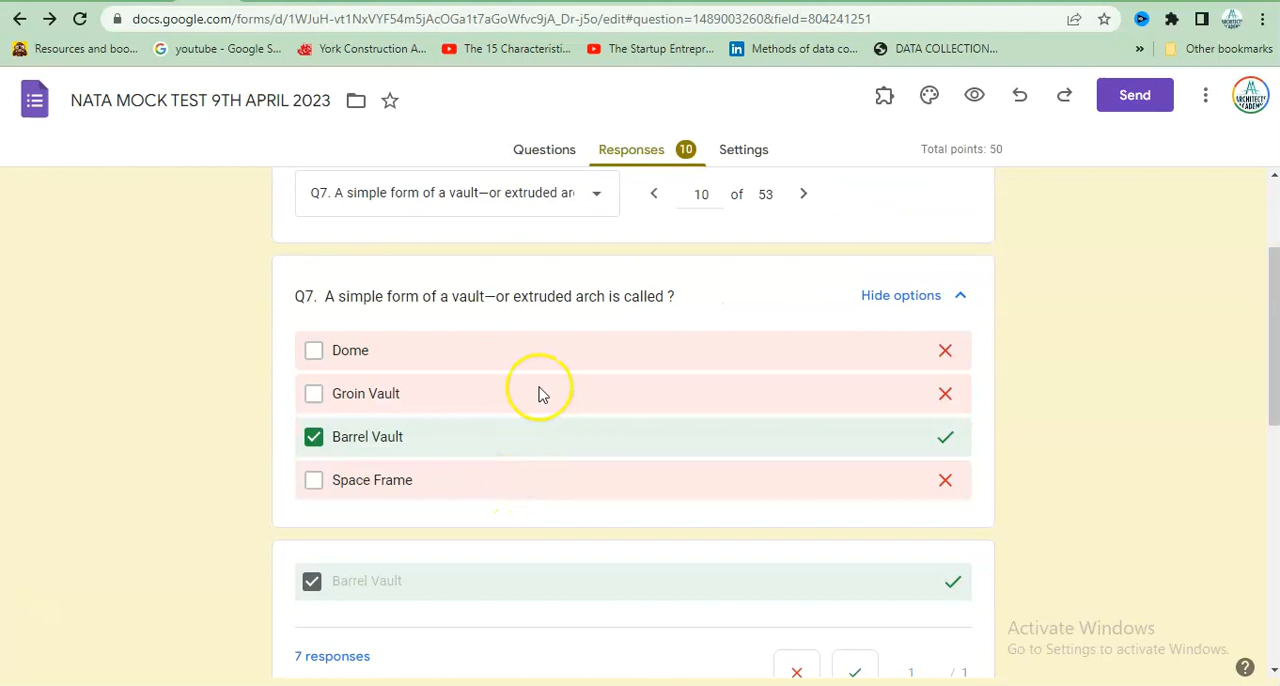 docs.google.com/forms/d/1WJuH-vt1NxVYF54m5jAcOGa1t7aGoWfvc9jA_Dr-j5o/edit#question=1489003260&field=804241251
Resources and boo...
youtube - Google S...
York Construction A...
The 15 Characteristi...
The Startup Entrepr...
Methods of data co...
DATA COLLECTION...
»
Other bookmarks
NATA MOCK TEST 9TH APRIL 2023
Send
Questions
Responses 10
Settings
Total points: 50
Q7. A simple form of a vault—or extruded arc
10 of 53
Q7. A simple form of a vault—or extruded arch is called ?
Hide options
Dome
Groin Vault
Barrel Vault
Space Frame
Barrel Vault
7 responses
1 / 1
Activate Windows
Go to Settings to activate Windows.